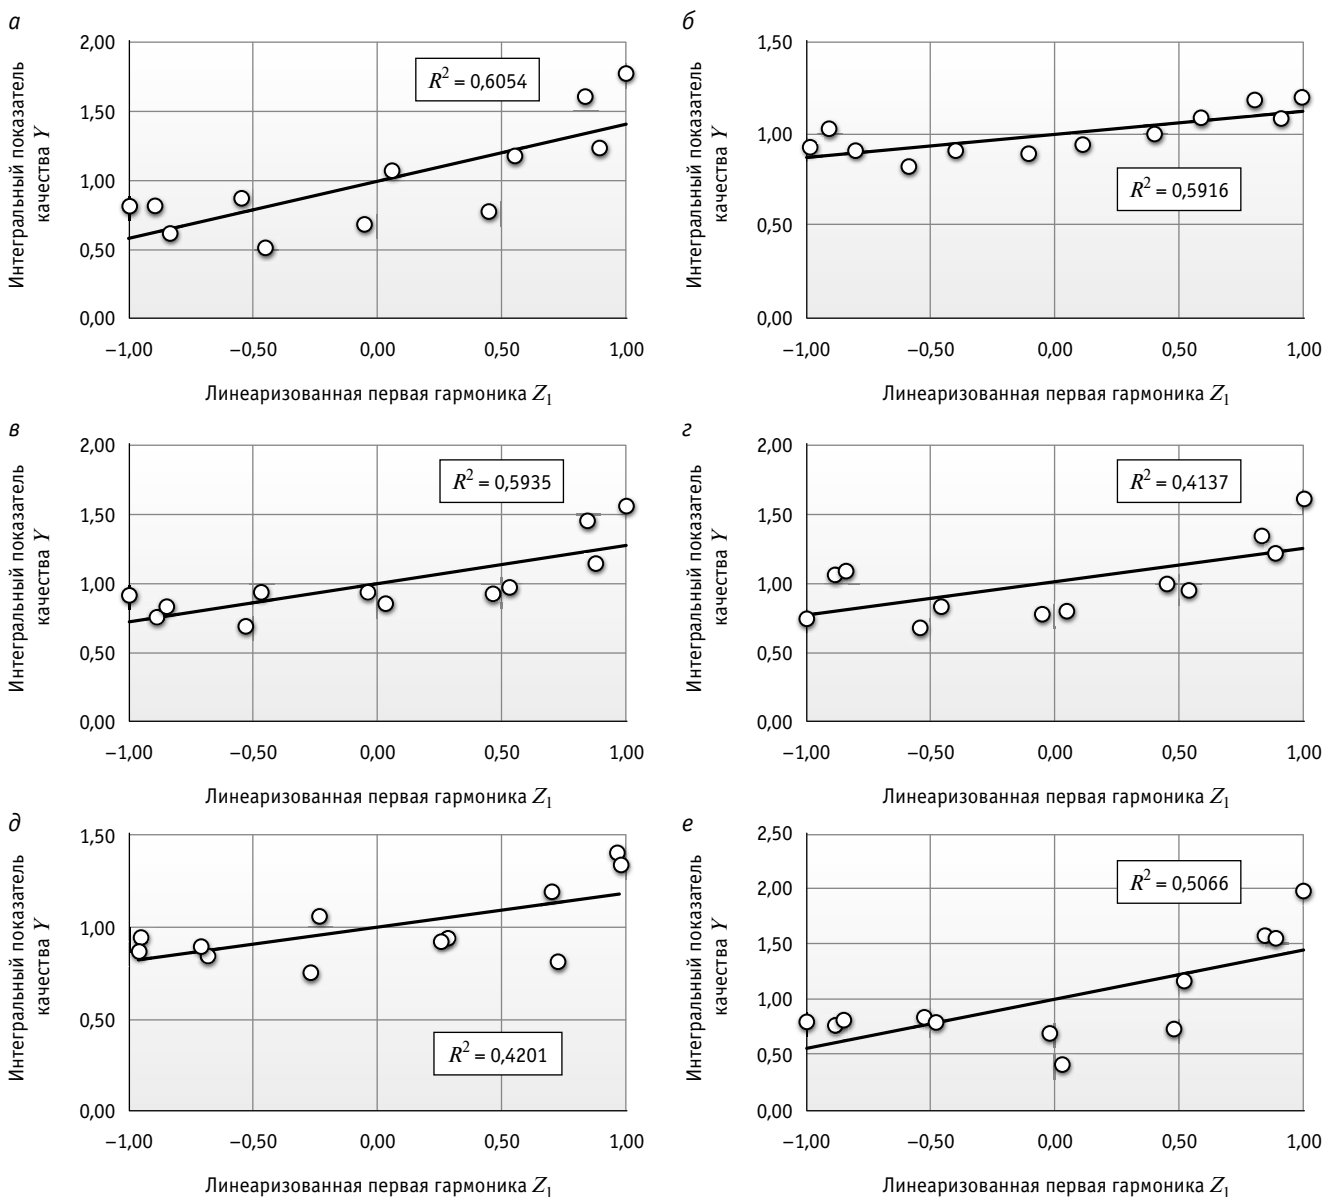 а
Интегральный показатель
качества Y
2,00
1,50
1,00
0,50
0,00
R² = 0,6054
–1,00 –0,50 0,00 0,50 1,00
Линеаризованная первая гармоника Z₁
б
Интегральный показатель
качества Y
1,50
1,00
0,50
0,00
R² = 0,5916
–1,00 –0,50 0,00 0,50 1,00
Линеаризованная первая гармоника Z₁
в
Интегральный показатель
качества Y
2,00
1,50
1,00
0,50
0,00
R² = 0,5935
–1,00 –0,50 0,00 0,50 1,00
Линеаризованная первая гармоника Z₁
г
Интегральный показатель
качества Y
2,00
1,50
1,00
0,50
0,00
R² = 0,4137
–1,00 –0,50 0,00 0,50 1,00
Линеаризованная первая гармоника Z₁
д
Интегральный показатель
качества Y
1,50
1,00
0,50
0,00
R² = 0,4201
–1,00 –0,50 0,00 0,50 1,00
Линеаризованная первая гармоника Z₁
е
Интегральный показатель
качества Y
2,50
2,00
1,50
1,00
0,50
0,00
R² = 0,5066
–1,00 –0,50 0,00 0,50 1,00
Линеаризованная первая гармоника Z₁